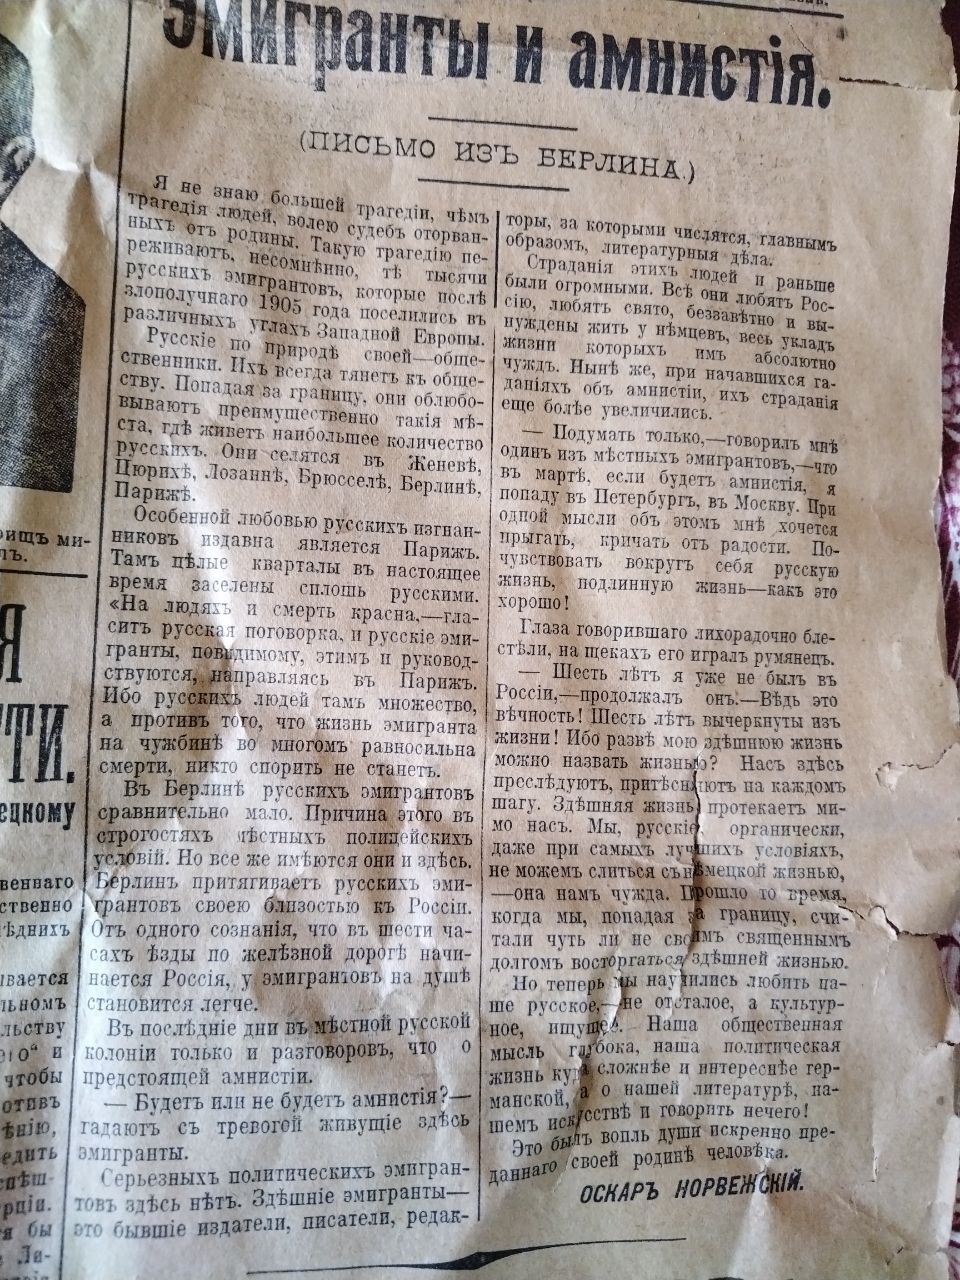 Эмигранты и амнистія.
(ПИСЬМО ИЗЪ БЕРЛИНА.)
Я не знаю большей трагедіи, чѣмъ
трагедія людей, волею судебъ оторван-
ныхъ отъ родины. Такую трагедію пе-
реживаютъ, несомнѣнно, тѣ тысячи
русскихъ эмигрантовъ, которые послѣ
злополучнаго 1905 года поселились въ
различныхъ углахъ Западной Европы.
Русскіе по природѣ своей—обще-
ственники. Ихъ всегда тянетъ къ обще-
ству. Попадая за границу, они облюбо-
вываютъ преимущественно такія мѣ-
ста, гдѣ живетъ наибольшее количество
русскихъ. Они селятся въ Женевѣ,
Цюрихѣ, Лозаннѣ, Брюсселѣ, Берлинѣ,
Парижѣ.
Особенной любовью русскихъ изгнан-
никовъ издавна является Парижъ.
Тамъ цѣлые кварталы въ настоящее
время заселены сплошь русскими.
«На людяхъ и смерть красна,—гла-
ситъ русская поговорка, и русскіе эми-
гранты, повидимому, этимъ и руковод-
ствуются, направляясь въ Парижъ.
Ибо русскихъ людей тамъ множество,
а противъ того, что жизнь эмигранта
на чужбинѣ во многомъ равносильна
смерти, никто спорить не станетъ.
Въ Берлинѣ русскихъ эмигрантовъ
сравнительно мало. Причина этого въ
строгостяхъ мѣстныхъ полицейскихъ
условій. Но все же имѣются они и здѣсь.
Берлинъ притягиваетъ русскихъ эми-
грантовъ своею близостью къ Россіи.
Отъ одного сознанія, что въ шести ча-
сахъ ѣзды по желѣзной дорогѣ начи-
нается Россія, у эмигрантовъ на душѣ
становится легче.
Въ послѣдніе дни въ мѣстной русской
колоніи только и разговоровъ, что о
предстоящей амнистіи.
— Будетъ или не будетъ амнистія?—
гадаютъ съ тревогой живущіе здѣсь
эмигранты.
Серьезныхъ политическихъ эмигран-
товъ здѣсь нѣтъ. Здѣшніе эмигранты—
это бывшіе издатели, писатели, редак-
торы, за которыми числятся, главнымъ
образомъ, литературныя дѣла.
Страданія этихъ людей и раньше
были огромными. Всѣ они любятъ Рос-
сію, любятъ свято, беззавѣтно и вы-
нуждены жить у нѣмцевъ, весь укладъ
жизни которыхъ имъ абсолютно
чуждъ. Нынѣ же, при начавшихся га-
даніяхъ объ амнистіи, ихъ страданія
еще болѣе увеличились.
— Подумать только,—говорилъ мнѣ
одинъ изъ мѣстныхъ эмигрантовъ,—что
въ мартѣ, если будетъ амнистія, я
попаду въ Петербургъ, въ Москву. При
одной мысли объ этомъ мнѣ хочется
прыгать, кричать отъ радости. По-
чувствовать вокругъ себя русскую
жизнь, подлинную жизнь—какъ это
хорошо!
Глаза говорившаго лихорадочно бле-
стѣли, на щекахъ его игралъ румянецъ.
— Шесть лѣтъ я уже не былъ въ
Россіи,—продолжалъ онъ.—Вѣдь это
вѣчность! Шесть лѣтъ вычеркнуты изъ
жизни! Ибо развѣ мою здѣшнюю жизнь
можно назвать жизнью? Насъ здѣсь
преслѣдуютъ, притѣсняютъ на каждомъ
шагу. Здѣшняя жизнь протекаетъ ми-
мо насъ. Мы, русскіе, органически,
даже при самыхъ лучшихъ условіяхъ,
не можемъ слиться съ нѣмецкой жизнью,
—она намъ чужда. Прошло то время,
когда мы, попадая за границу, счи-
тали чуть ли не своимъ священнымъ
долгомъ восторгаться здѣшней жизнью.
Но теперь мы научились любить на-
ше русское,—не отсталое, а культур-
ное, ищущее. Наша общественная
мысль глубока, наша политическая
жизнь куда сложнѣе и интереснѣе гер-
манской, а о нашей литературѣ, на-
шемъ искусствѣ и говорить нечего!
Это былъ вопль души искренно пре-
даннаго своей родинѣ человѣка.
ОСКАРЪ НОРВЕЖСКІЙ.
ми-
ТИ.
ецкому
веннаго
ственно
ѣднихъ
ивается
льномъ
льству
и
чтобы
отивъ
ѣнію,
едить
рціи.
я бы
Ли-